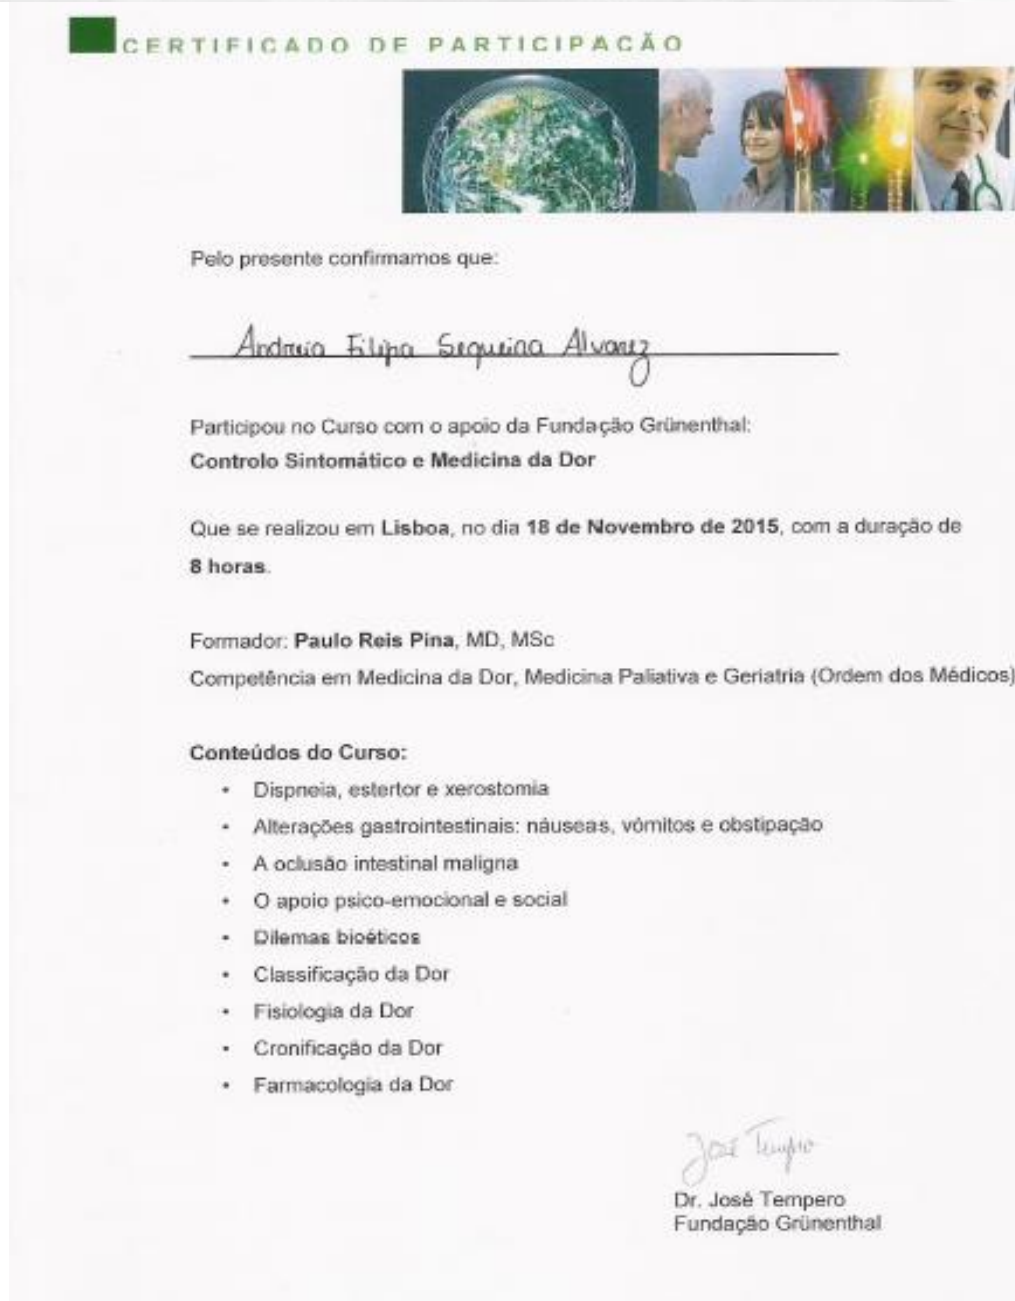 CERTIFICADO DE PARTICIPAÇÃO
Pelo presente confirmamos que:
Andreia Filipa Sequeira Alvarez
Participou no Curso com o apoio da Fundação Grünenthal:
Controlo Sintomático e Medicina da Dor
Que se realizou em Lisboa, no dia 18 de Novembro de 2015, com a duração de
8 horas.
Formador: Paulo Reis Pina, MD, MSc
Competência em Medicina da Dor, Medicina Paliativa e Geriatria (Ordem dos Médicos)
Conteúdos do Curso:
• Dispneia, estertor e xerostomia
• Alterações gastrointestinais: náuseas, vómitos e obstipação
• A oclusão intestinal maligna
• O apoio psico-emocional e social
• Dilemas bioéticos
• Classificação da Dor
• Fisiologia da Dor
• Cronificação da Dor
• Farmacologia da Dor
José Tempero
Dr. José Tempero
Fundação Grünenthal